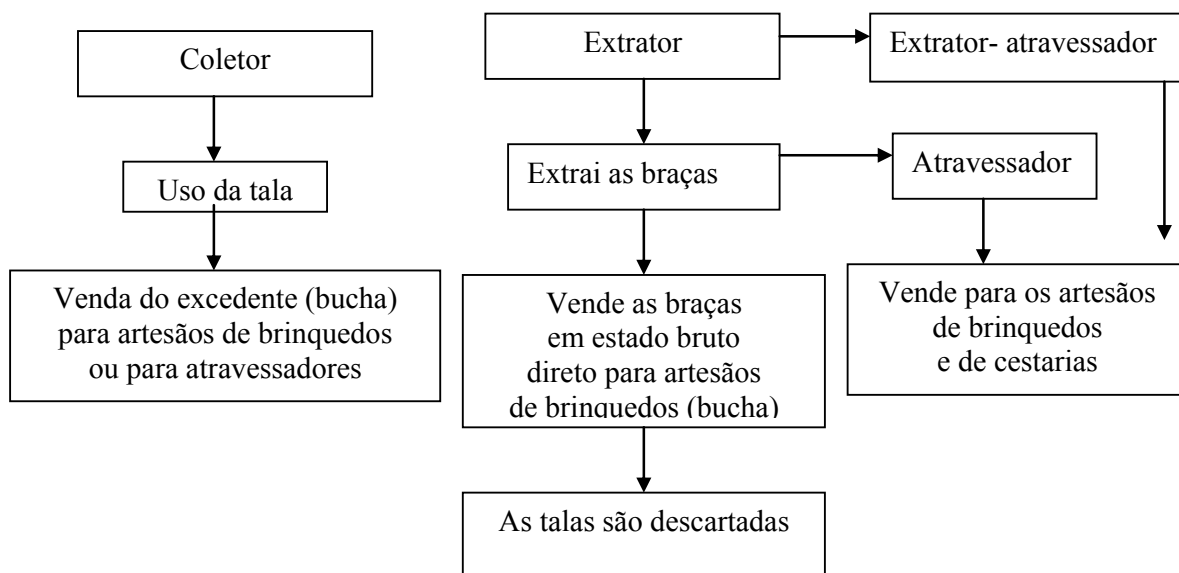 Coletor
Uso da tala
Venda do excedente (bucha)
para artesãos de brinquedos
ou para atravessadores
Extrator
Extrator- atravessador
Extrai as braças
Atravessador
Vende as braças
em estado bruto
direto para artesãos
de brinquedos (bucha)
Vende para os artesãos
de brinquedos
e de cestarias
As talas são descartadas